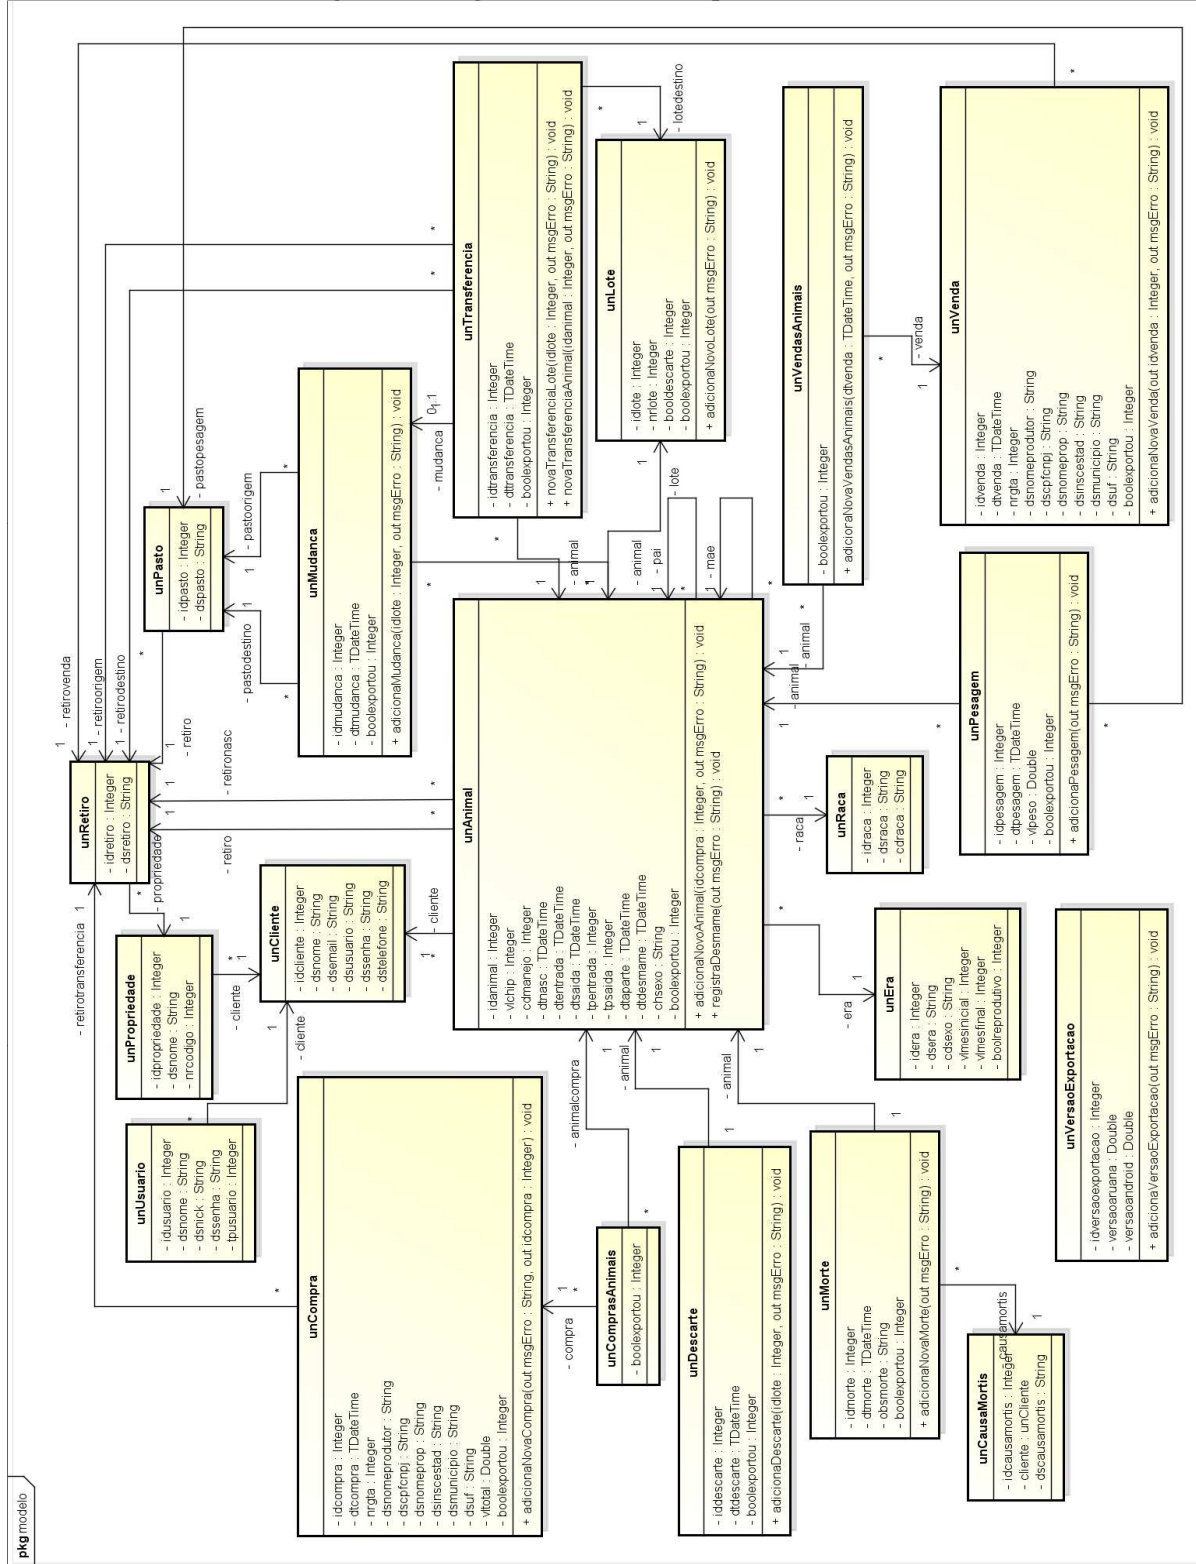 pkg modelo
unCompra
- idcompra : Integer
- dtcompra : TDateTime
- nrgta : Integer
- dsnomeprodutor : String
- dscpfcnpj : String
- dsnomeprop : String
- dsinscestad : String
- dsmunicipio : String
- dsuf : String
- vltotal : Double
- boolexportou : Integer
+ adicionaNovaCompra(out msgErro : String, out idcompra : Integer) : void
unUsuario
- idusuario : Integer
- dsnome : String
- dsnick : String
- dssenha : String
- tpusuario : Integer
unPropriedade
- idpropriedade : Integer
- dsnome : String
- nrcodigo : Integer
unRetiro
- idretiro : Integer
- dsretiro : String
unCliente
- idcliente : Integer
- dsnome : String
- dsemail : String
- dsusuario : String
- dssenha : String
- dstelefone : String
unPasto
- idpasto : Integer
- dspasto : String
unMudanca
- idmudanca : Integer
- dtmudanca : TDateTime
- boolexportou : Integer
+ adicionaMudanca(idlote : Integer, out msgErro : String) : void
unTransferencia
- idtransferencia : Integer
- dttransferencia : TDateTime
- boolexportou : Integer
+ novaTransferenciaLote(idlote : Integer, out msgErro : String) : void
+ novaTransferenciaAnimal(idanimal : Integer, out msgErro : String) : void
unLote
- idlote : Integer
- nrlote : Integer
- booldescarte : Integer
- boolexportou : Integer
+ adicionaNovoLote(out msgErro : String) : void
unAnimal
- idanimal : Integer
- vlchip : Integer
- cdmanejo : Integer
- dtnasc : TDateTime
- dtentrada : TDateTime
- dtsaida : TDateTime
- tpentrada : Integer
- tpsaida : Integer
- dtaparte : TDateTime
- dtdesmame : TDateTime
- chsexo : String
- boolexportou : Integer
+ adicionaNovoAnimal(idcompra : Integer, out msgErro : String) : void
+ registraDesmame(out msgErro : String) : void
unComprasAnimais
- boolexportou : Integer
unDescarte
- iddescarte : Integer
- dtdescarte : TDateTime
- boolexportou : Integer
+ adicionaDescarte(idlote : Integer, out msgErro : String) : void
unMorte
- idmorte : Integer
- dtmorte : TDateTime
- obsmorte : String
- boolexportou : Integer
+ adicionaNovaMorte(out msgErro : String) : void
unCausaMortis
- idcausamortis : Integer
- cliente : unCliente
- dscausamortis : String
unEra
- idera : Integer
- dsera : String
- cdsexo : String
- vlmesinicial : Integer
- vlmesfinal : Integer
- boolreprodutivo : Integer
unRaca
- idraca : Integer
- dsraca : String
- cdraca : String
unVersaoExportacao
- idversaoexportacao : Integer
- versaoaruana : Double
- versaoandroid : Double
+ adicionaVersaoExportacao(out msgErro : String) : void
unPesagem
- idpesagem : Integer
- dtpesagem : TDateTime
- vlpeso : Double
- boolexportou : Integer
+ adicionaPesagem(out msgErro : String) : void
unVendasAnimais
- boolexportou : Integer
+ adicionaNovaVendasAnimais(dtvenda : TDateTime, out msgErro : String) : void
unVenda
- idvenda : Integer
- dtvenda : TDateTime
- nrgta : Integer
- dsnomeprodutor : String
- dscpfcnpj : String
- dsnomeprop : String
- dsinscestad : String
- dsmunicipio : String
- dsuf : String
- boolexportou : Integer
+ adicionaNovaVenda(out idvenda : Integer, out msgErro : String) : void
- retirotransferencia 1
- propriedade
- cliente
- cliente
- cliente
- retiro
- retironasc
- retiro
- retirovenda
- retiroorigem
- retirodestino
- pastodestino
- pastoorigem
- pastopesagem
- mudanca
0..1
- lotedestino
- lote
- animal
- animal
- pai
- mae
- animal
- animal
- venda
- raca
- era
- compra
- animalcompra
- animal
- animal
causamortis